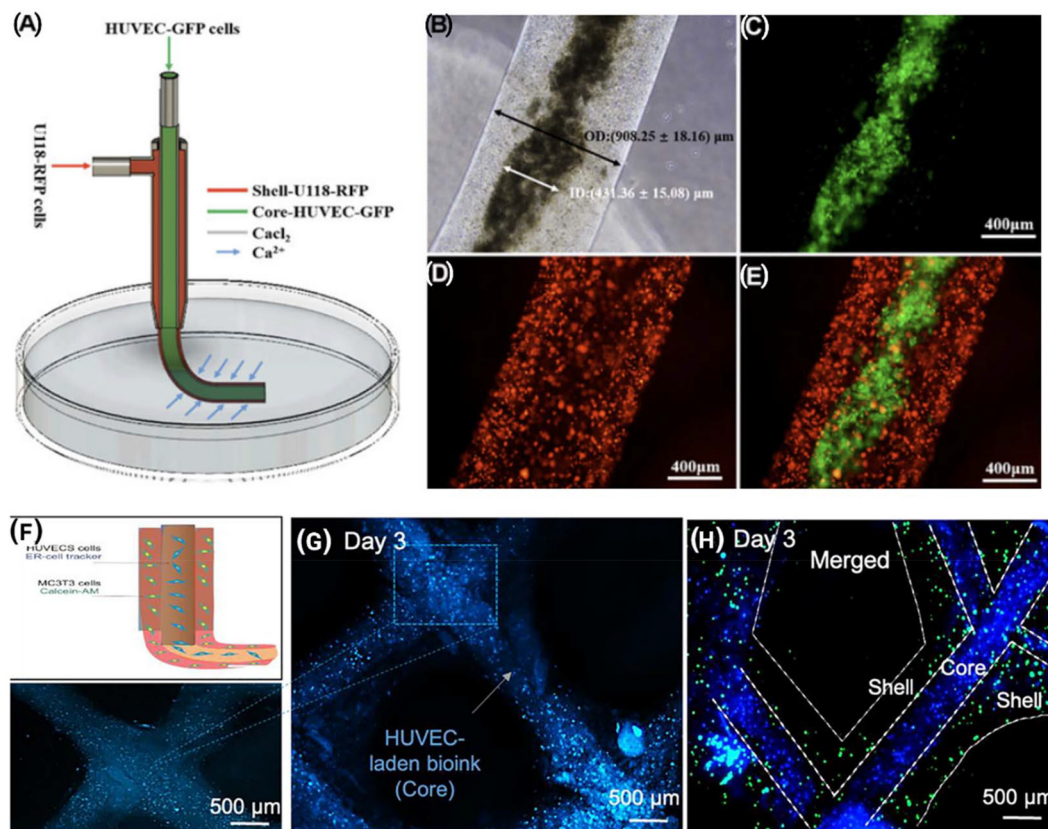 (A)
HUVEC-GFP cells
U118-RFP cells
Shell-U118-RFP
Core-HUVEC-GFP
Cacl₂
Ca²⁺
(B)
OD:(908.25 ± 18.16) μm
ID:(431.36 ± 15.08) μm
(C)
400μm
(D)
400μm
(E)
400μm
(F)
HUVECS cells
ER-cell tracker
MC3T3 cells
Calcein-AM
500 μm
(G) Day 3
HUVEC-
laden bioink
(Core)
500 μm
(H) Day 3
Merged
Shell
Core
Shell
500 μm